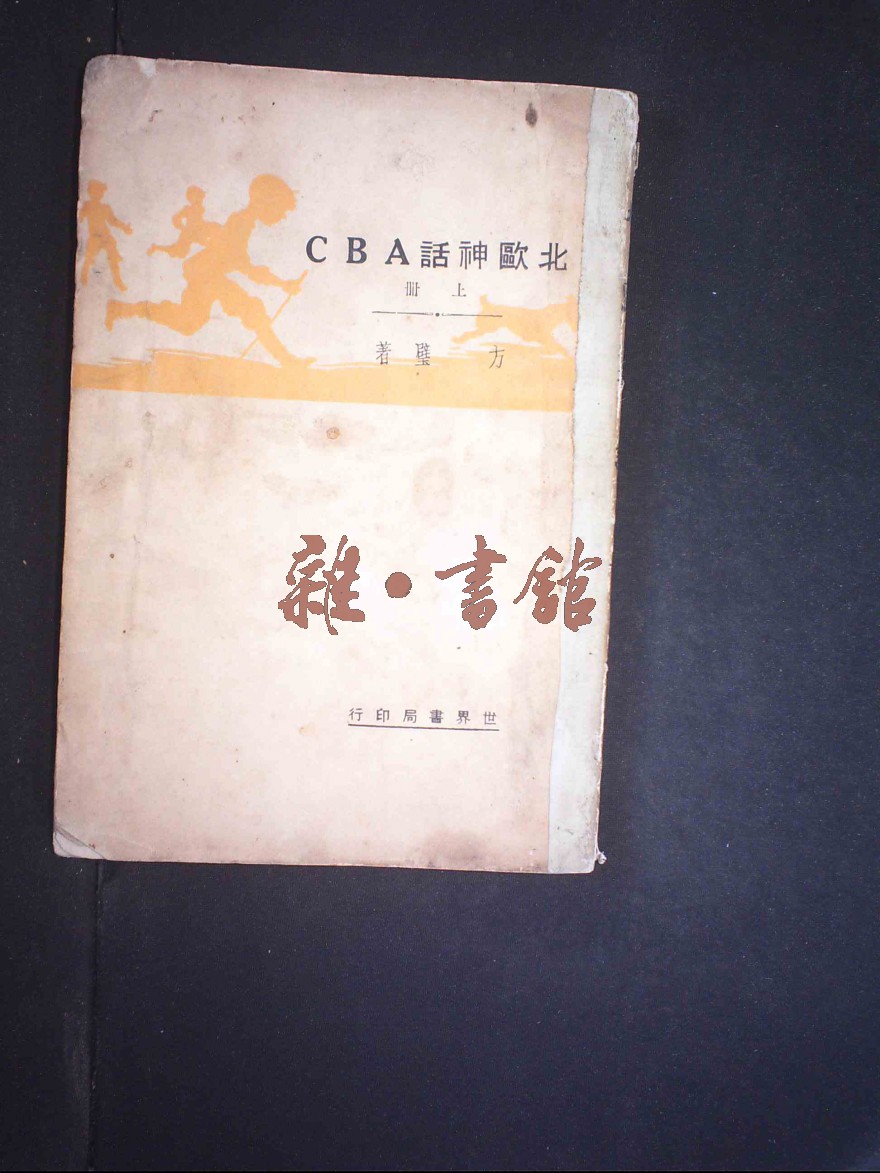 北歐神話ABC
上冊
方璧著
雜•書館
世界書局印行